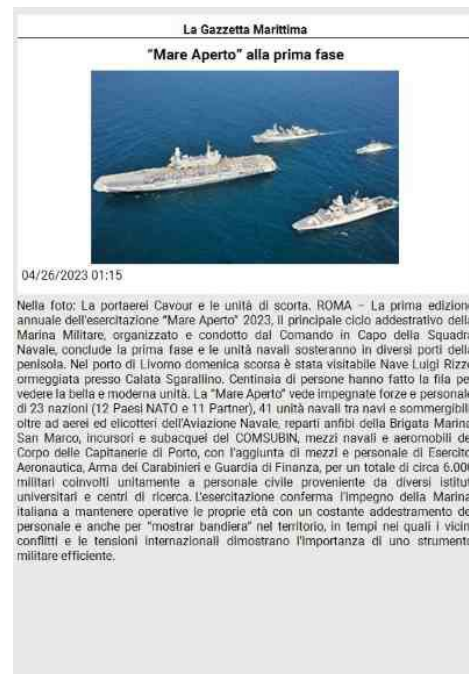 La Gazzetta Marittima
"Mare Aperto" alla prima fase
04/26/2023 01:15
Nella foto: La portaerei Cavour e le unità di scorta. ROMA – La prima edizione
annuale dell'esercitazione "Mare Aperto" 2023, il principale ciclo addestrativo della
Marina Militare, organizzato e condotto dal Comando in Capo della Squadra
Navale, conclude la prima fase e le unità navali sosteranno in diversi porti della
penisola. Nel porto di Livorno domenica scorsa è stata visitabile Nave Luigi Rizzo
ormeggiata presso Calata Sgarallino. Centinaia di persone hanno fatto la fila per
vedere la bella e moderna unità. La "Mare Aperto" vede impegnate forze e personale
di 23 nazioni (12 Paesi NATO e 11 Partner), 41 unità navali tra navi e sommergibili,
oltre ad aerei ed elicotteri dell'Aviazione Navale, reparti anfibi della Brigata Marina
San Marco, incursori e subacquei del COMSUBIN, mezzi navali e aeromobili del
Corpo delle Capitanerie di Porto, con l'aggiunta di mezzi e personale di Esercito,
Aeronautica, Arma dei Carabinieri e Guardia di Finanza, per un totale di circa 6.000
militari coinvolti unitamente a personale civile proveniente da diversi istituti
universitari e centri di ricerca. L'esercitazione conferma l'impegno della Marina
italiana a mantenere operative le proprie età con un costante addestramento del
personale e anche per "mostrar bandiera" nel territorio, in tempi nei quali i vicini
conflitti e le tensioni internazionali dimostrano l'importanza di uno strumento
militare efficiente.